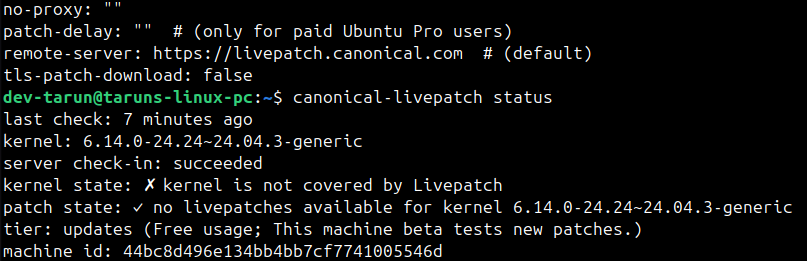 no-proxy: ""
patch-delay: ""  # (only for paid Ubuntu Pro users)
remote-server: https://livepatch.canonical.com  # (default)
tls-patch-download: false
dev-tarun@taruns-linux-pc:~$ canonical-livepatch status
last check: 7 minutes ago
kernel: 6.14.0-24.24~24.04.3-generic
server check-in: succeeded
kernel state: ✗ kernel is not covered by Livepatch
patch state: ✓ no livepatches available for kernel 6.14.0-24.24~24.04.3-generic
tier: updates (Free usage; This machine beta tests new patches.)
machine id: 44bc8d496e134bb4bb7cf7741005546d